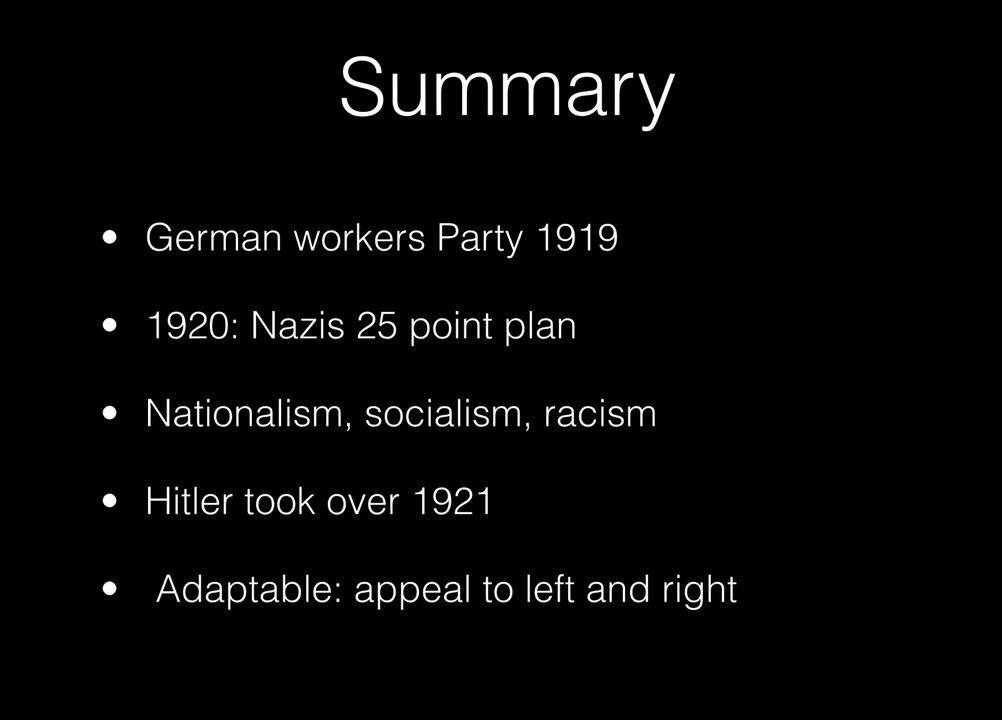 Summary
• German workers Party 1919
• 1920: Nazis 25 point plan
• Nationalism, socialism, racism
• Hitler took over 1921
• Adaptable: appeal to left and right